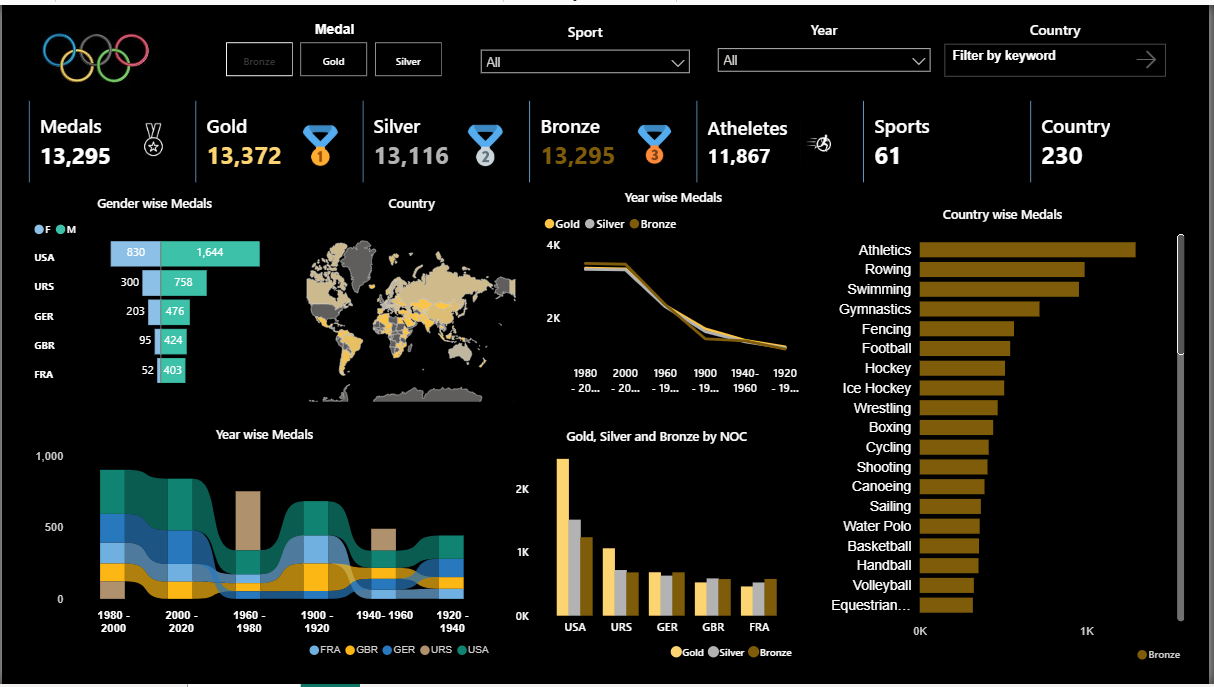 Medal
Bronze
Gold
Silver
Sport
All
Year
All
Country
Filter by keyword
Medals
13,295
Gold
13,372
1
Silver
13,116
2
Bronze
13,295
3
Atheletes
11,867
Sports
61
Country
230
Gender wise Medals
F M
USA 830 1,644
URS 300 758
GER 203 476
GBR 95 424
FRA 52 403
Country
Year wise Medals
Gold Silver Bronze
4K
2K
1980 2000 1960 1900 1940- 1920
- 20... - 20... - 19... - 19... 1960 - 19...
Country wise Medals
Athletics
Rowing
Swimming
Gymnastics
Fencing
Football
Hockey
Ice Hockey
Wrestling
Boxing
Cycling
Shooting
Canoeing
Sailing
Water Polo
Basketball
Handball
Volleyball
Equestrian...
0K 1K
Bronze
Year wise Medals
1,000
500
0
1980 - 2000 - 1960 - 1900 - 1940- 1960 1920 -
2000 2020 1980 1920 1940
FRA GBR GER URS USA
Gold, Silver and Bronze by NOC
2K
1K
0K
USA URS GER GBR FRA
Gold Silver Bronze